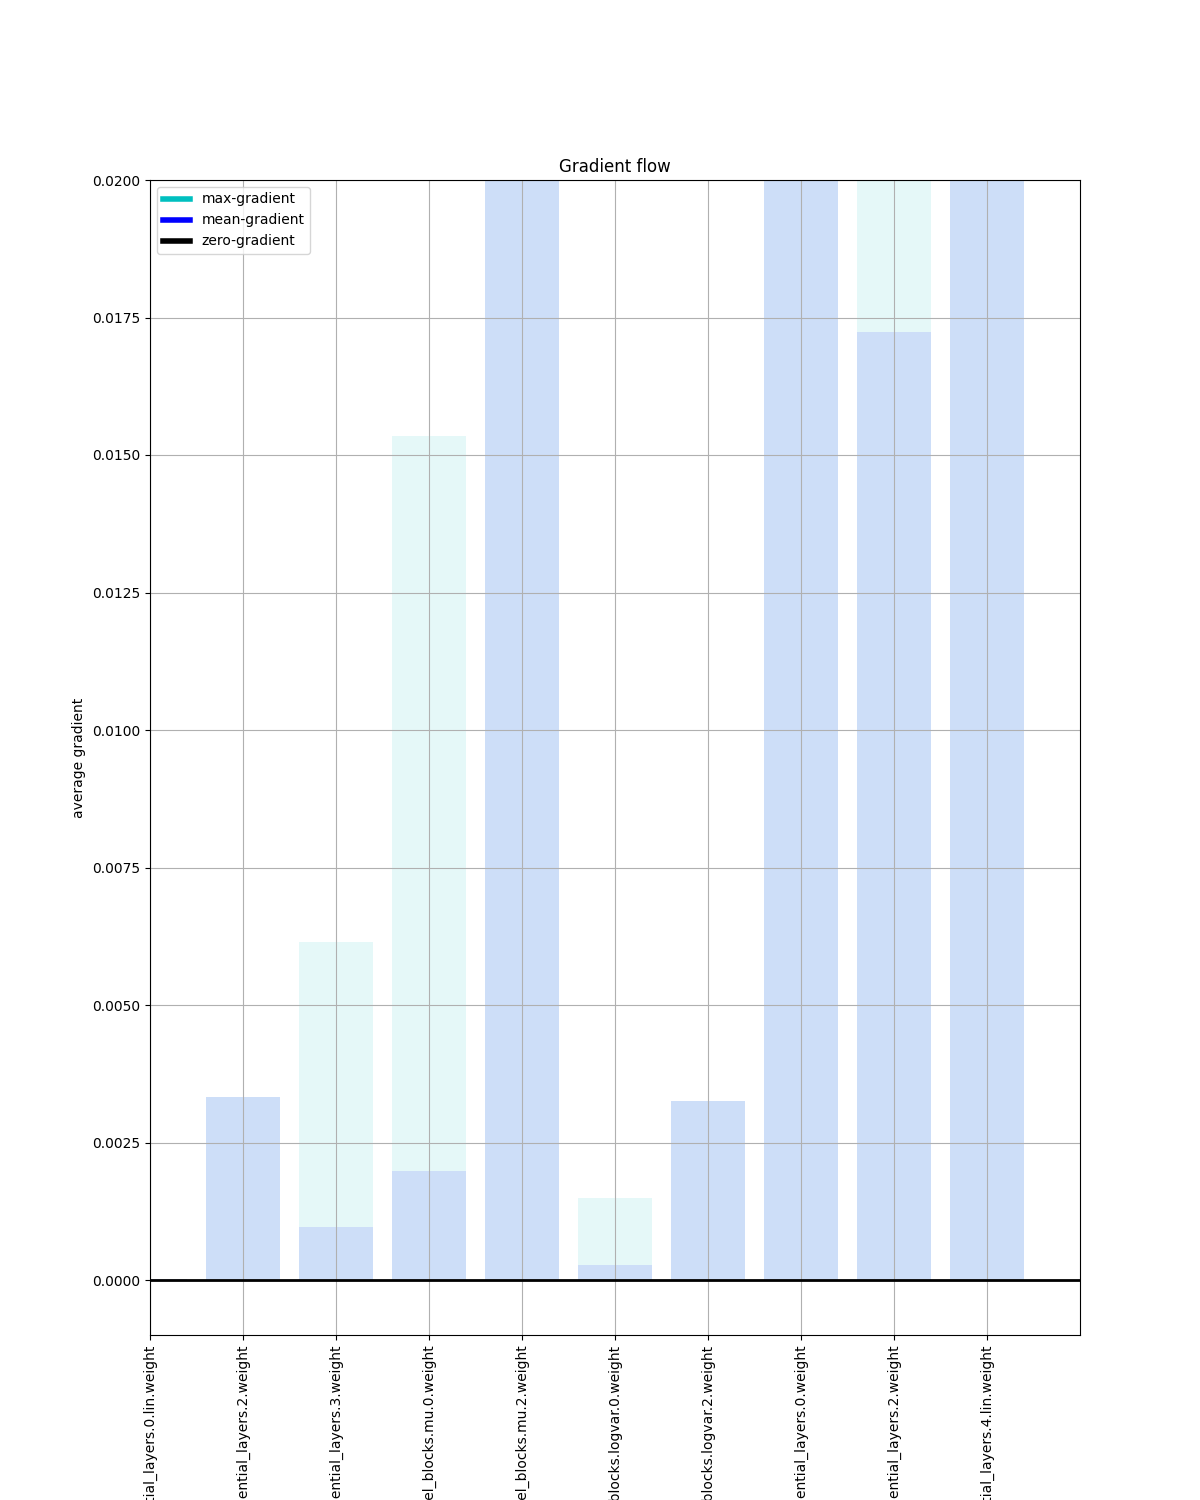 Gradient flow
max-gradient
mean-gradient
zero-gradient
0.0200
0.0175
0.0150
0.0125
0.0100
0.0075
0.0050
0.0025
0.0000
average gradient
tial_layers.0.lin.weight
ential_layers.2.weight
ential_layers.3.weight
el_blocks.mu.0.weight
el_blocks.mu.2.weight
blocks.logvar.0.weight
blocks.logvar.2.weight
ential_layers.0.weight
ential_layers.2.weight
tial_layers.4.lin.weight